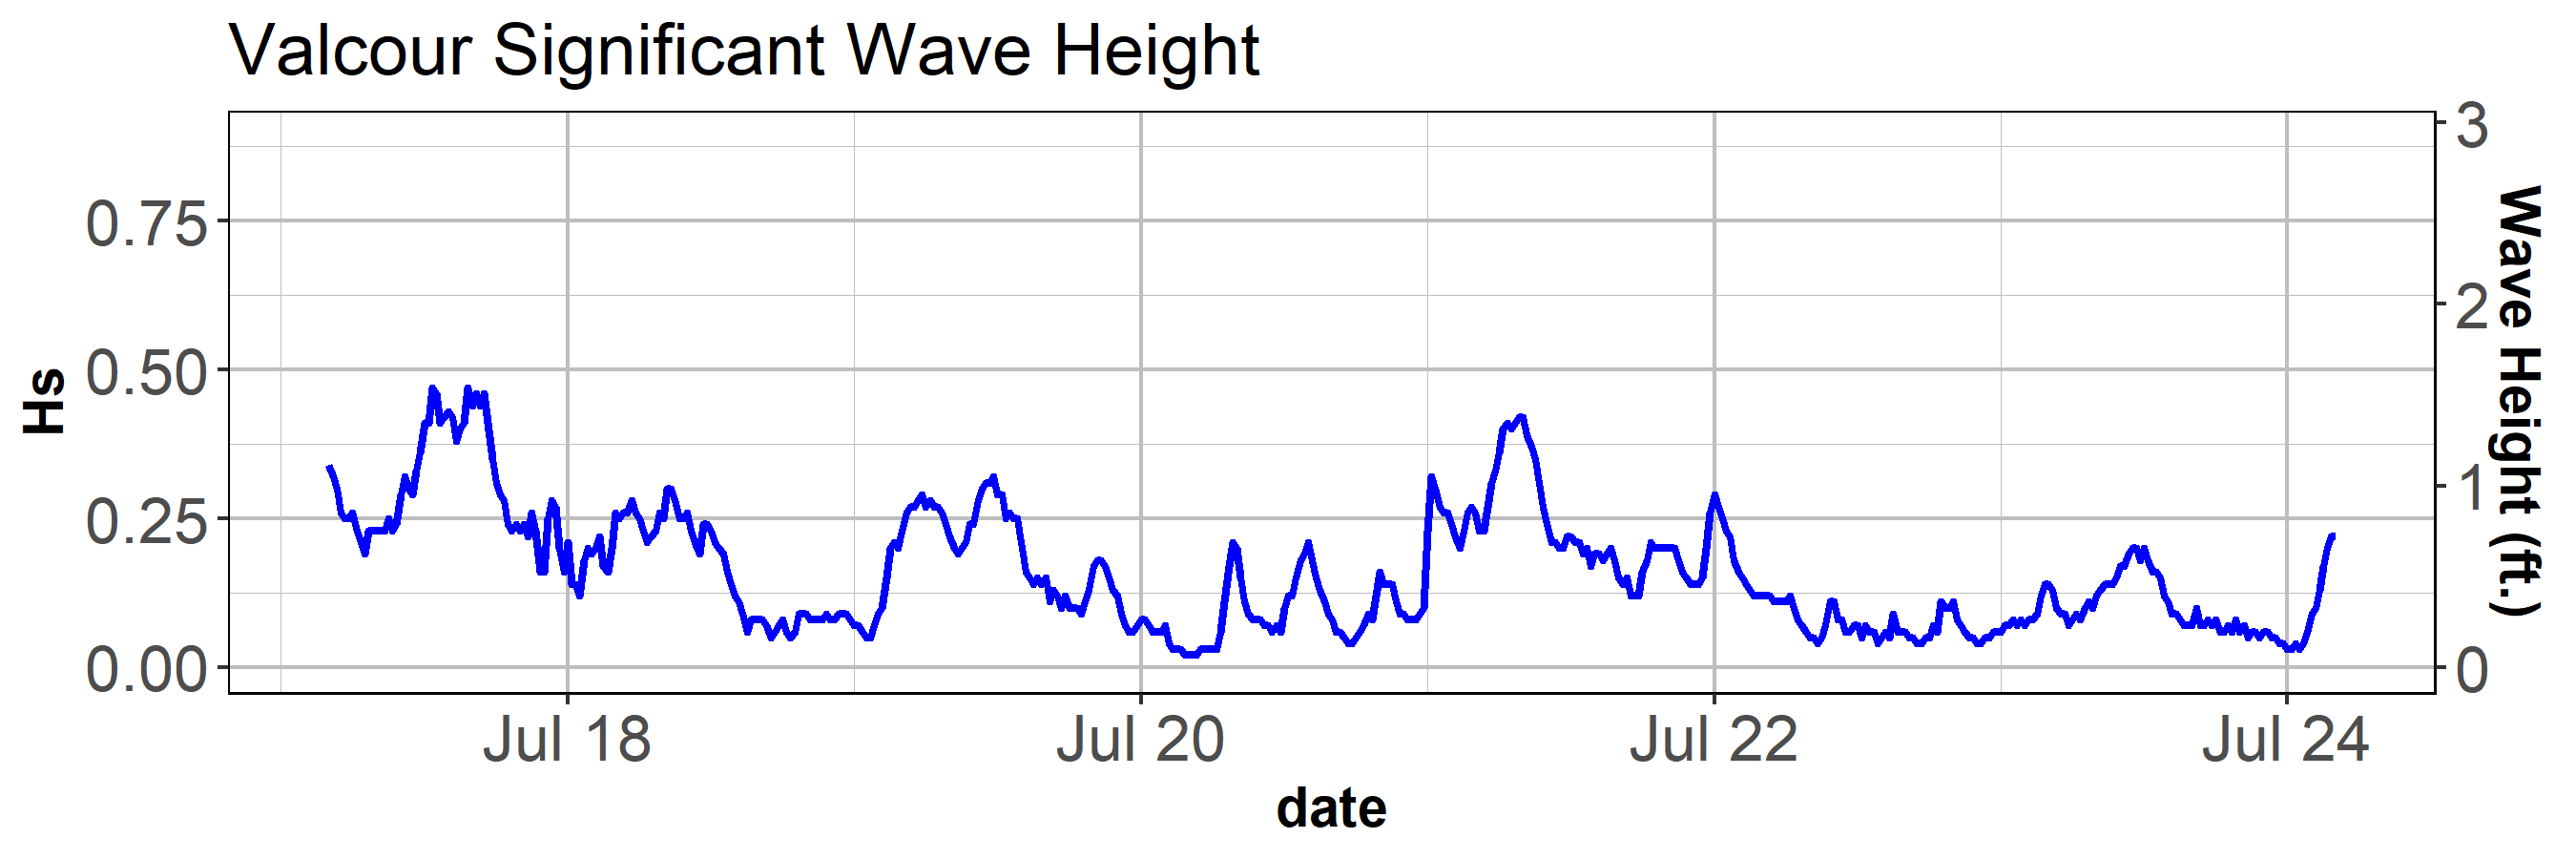 Valcour Significant Wave Height
Hs
0.75
0.50
0.25
0.00
3
2
1
0
Wave Height (ft.)
Jul 18
Jul 20
Jul 22
Jul 24
date